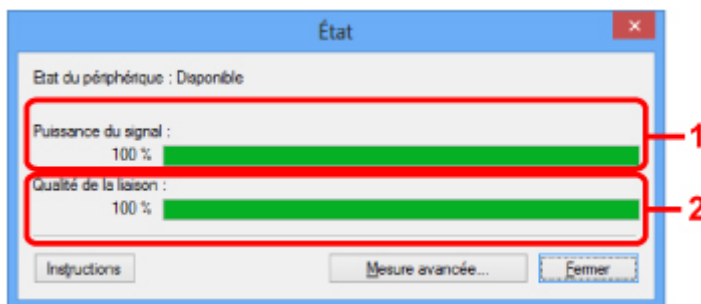 État
Etat du périphérique : Disponible
Puissance du signal :
100 %
1
Qualité de la liaison :
100 %
2
Instructions
Mesure avancée...
Fermer